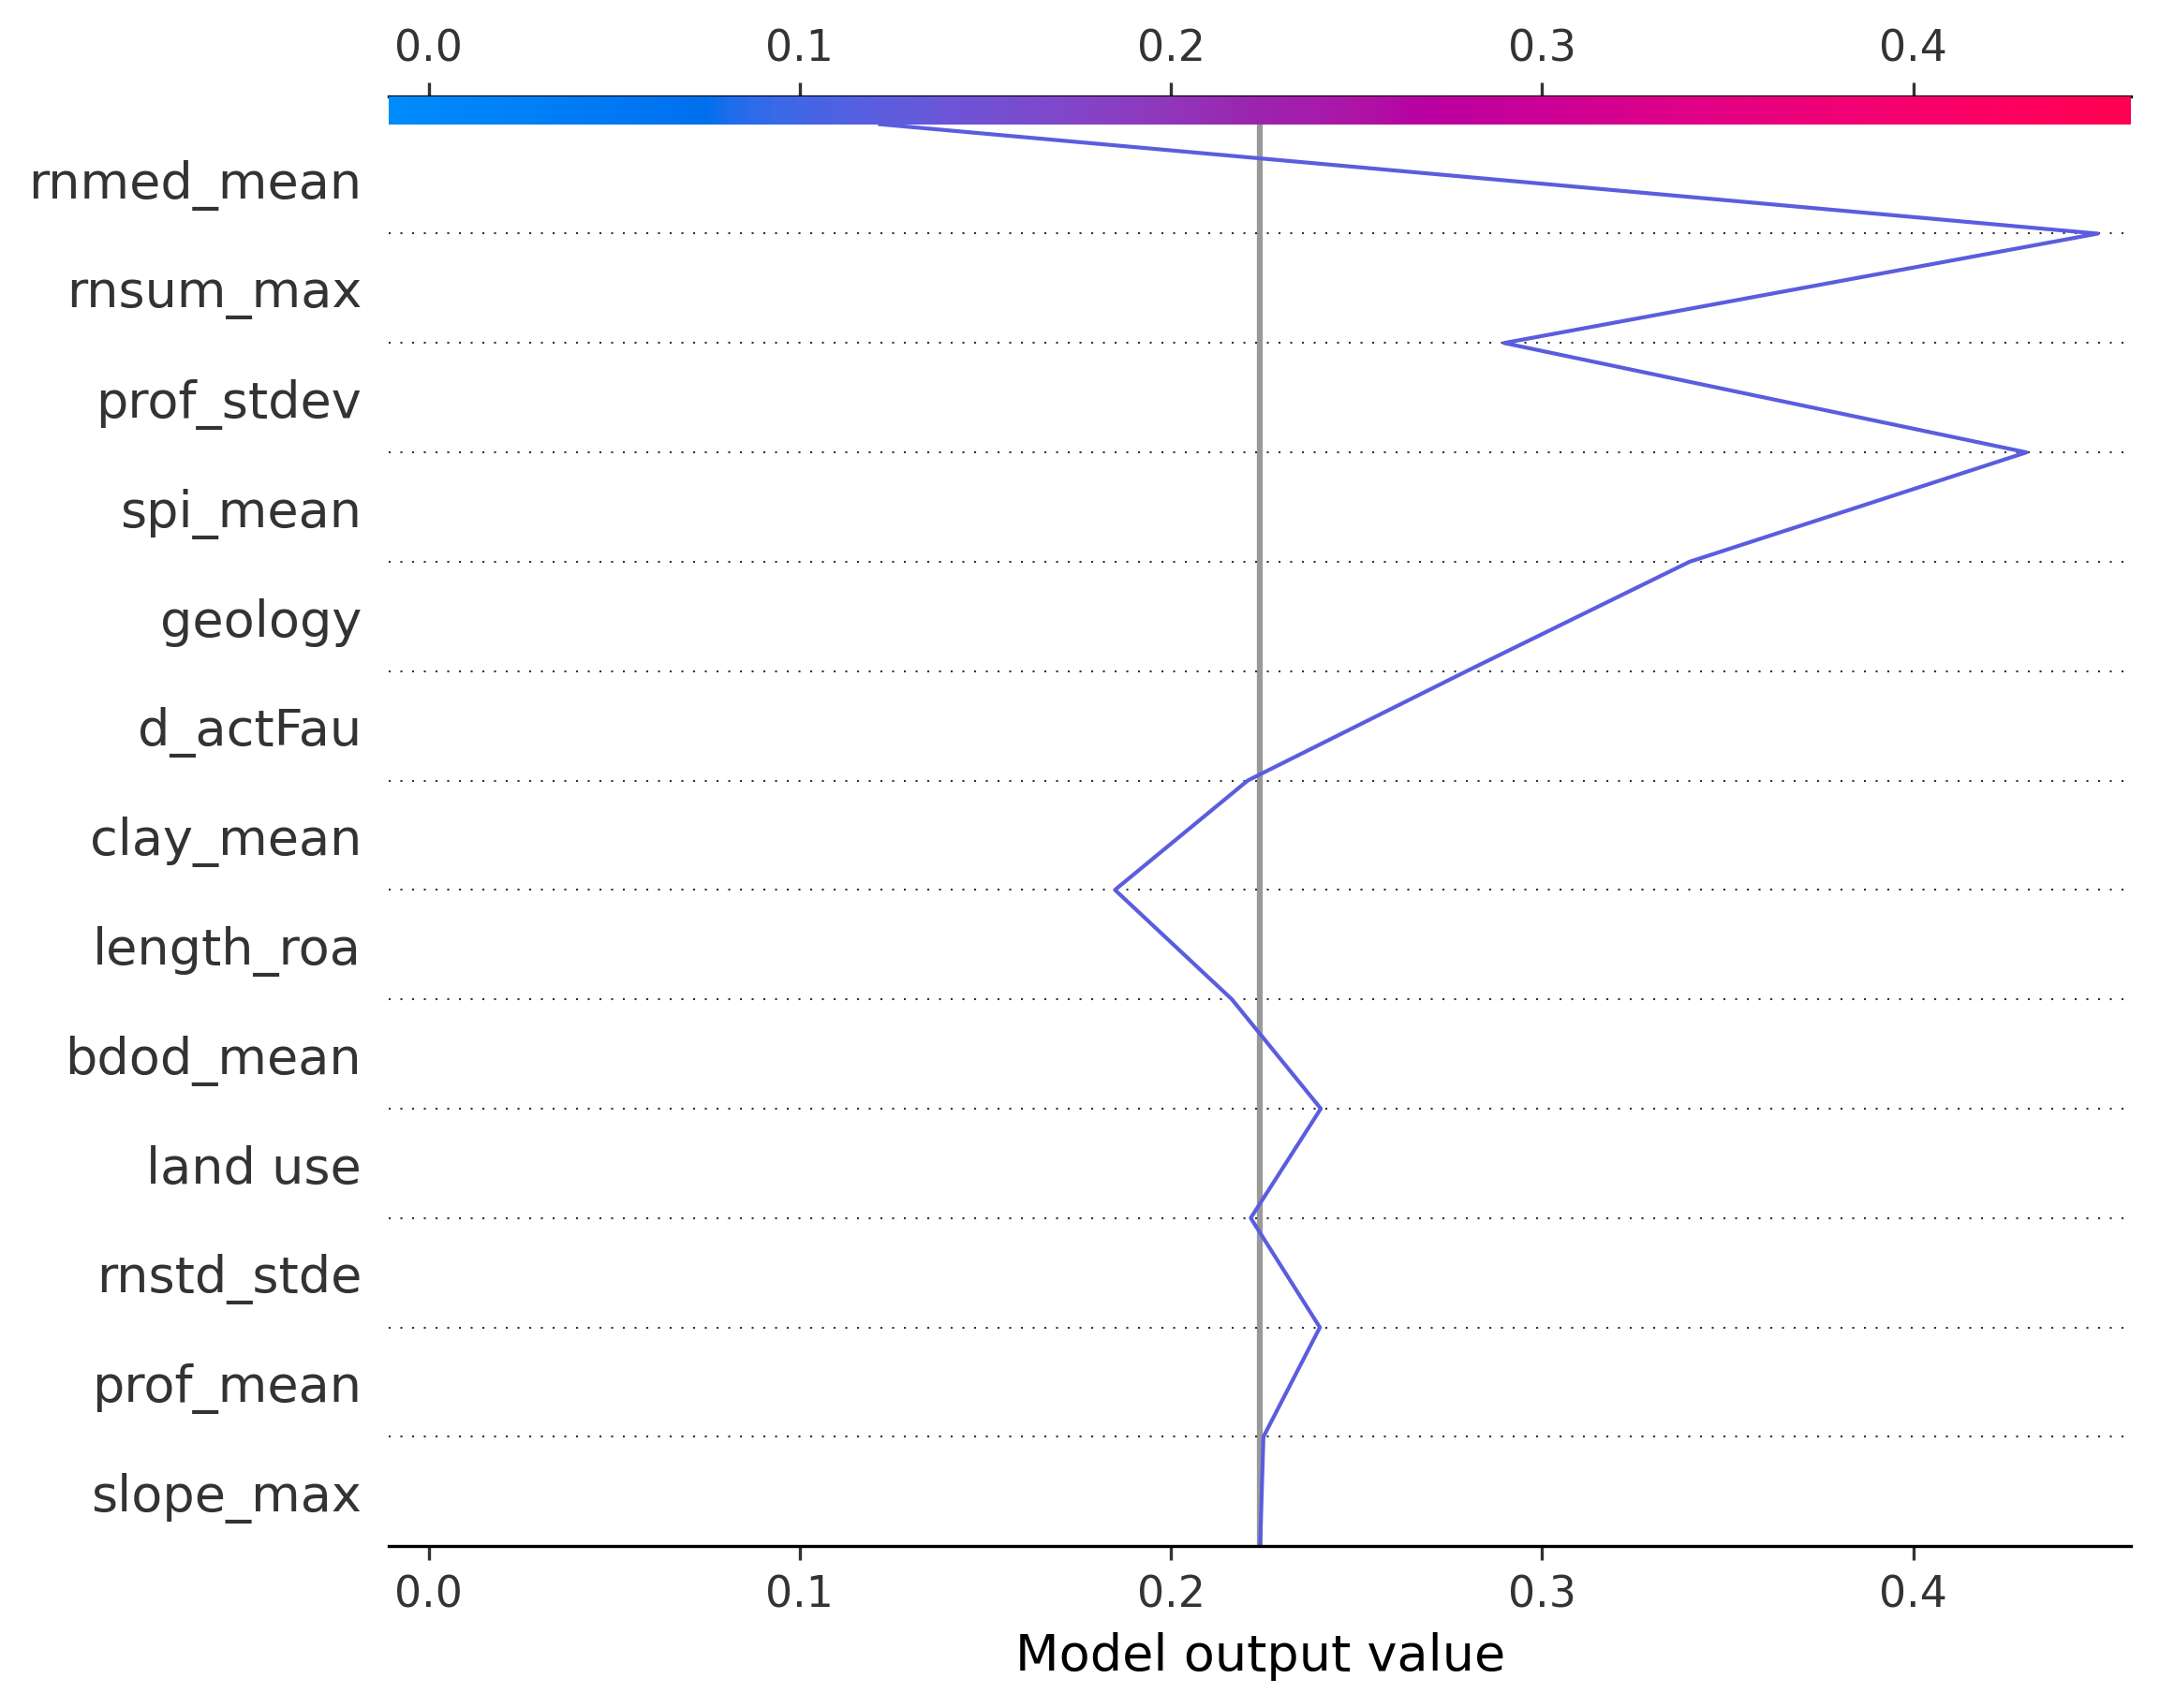 0.0 0.1 0.2 0.3 0.4
rnmed_mean
rnsum_max
prof_stdev
spi_mean
geology
d_actFau
clay_mean
length_roa
bdod_mean
land use
rnstd_stde
prof_mean
slope_max
0.0 0.1 0.2 0.3 0.4
Model output value